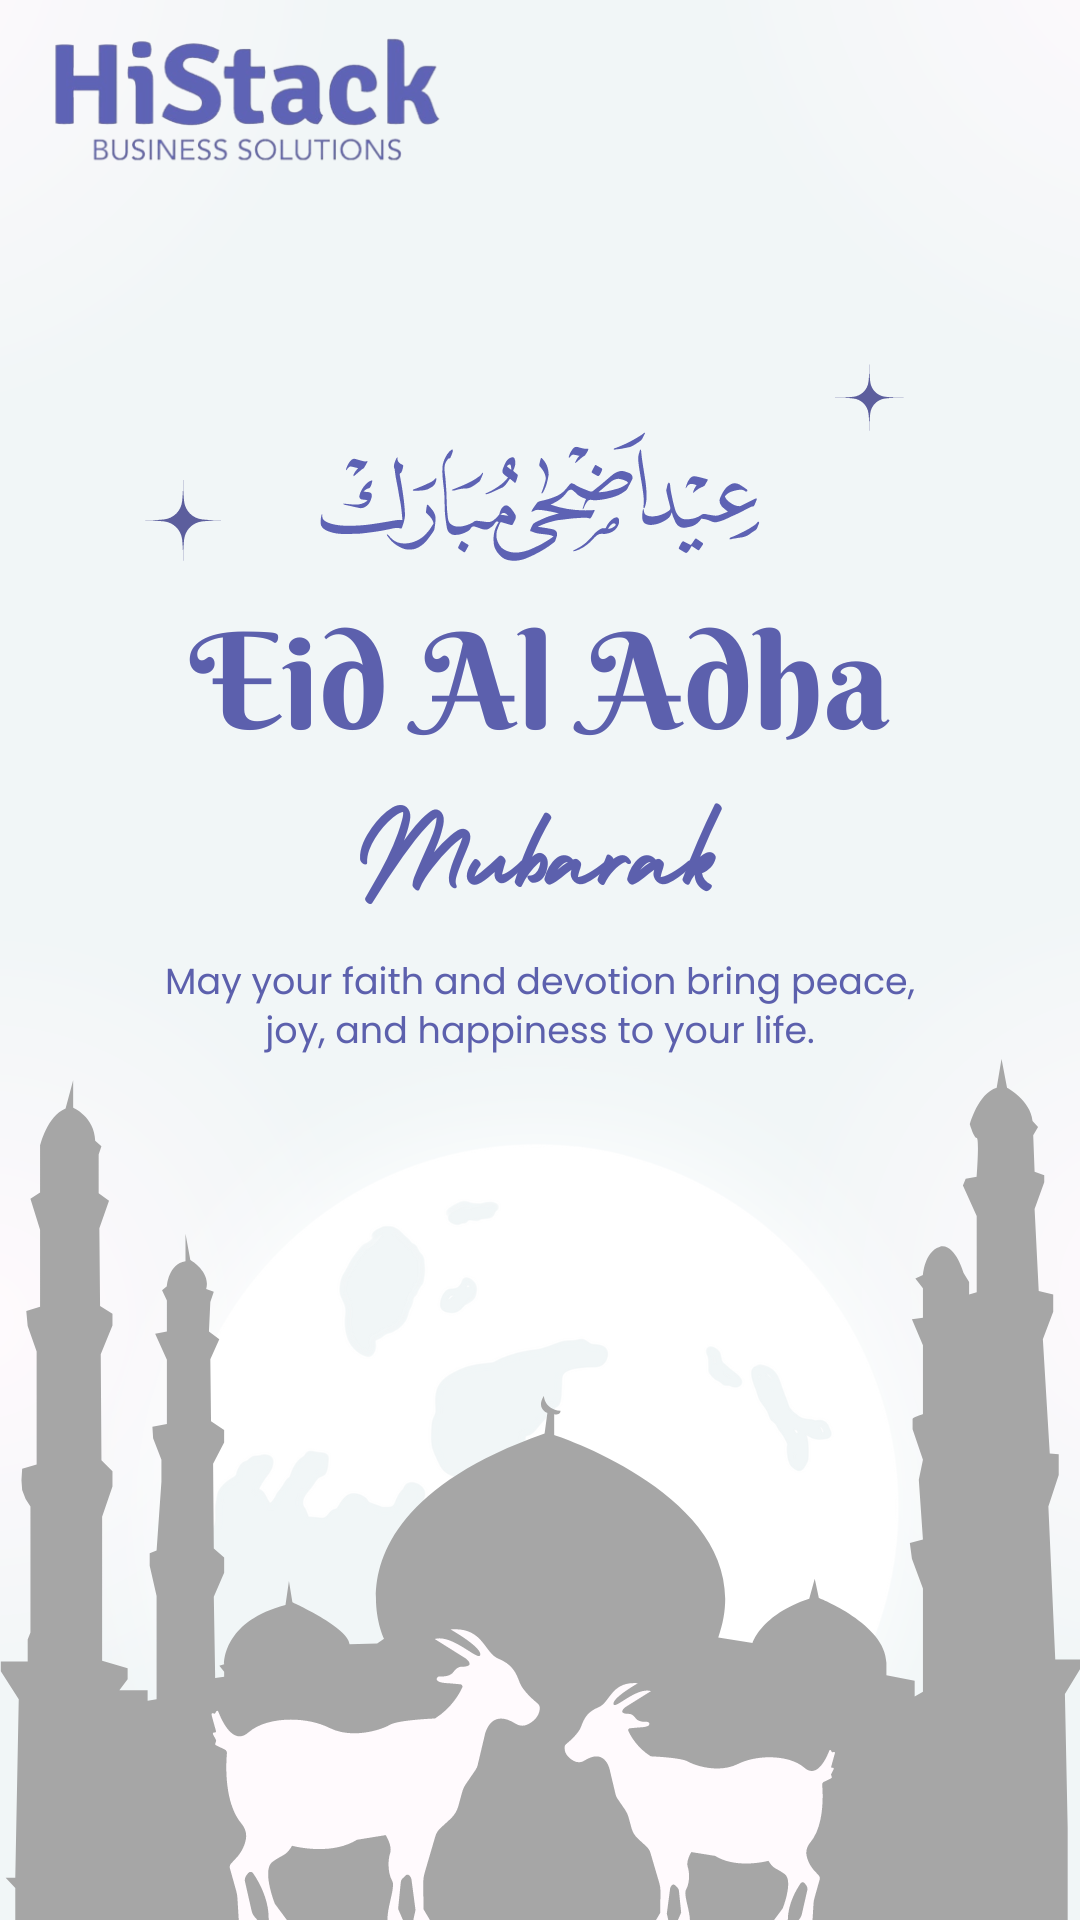 HiStack
BUSINESS SOLUTIONS
عِيْد اَضْحٰى مُبَارَكْ
Eid Al Adha
Mubarak
May your faith and devotion bring peace,
joy, and happiness to your life.